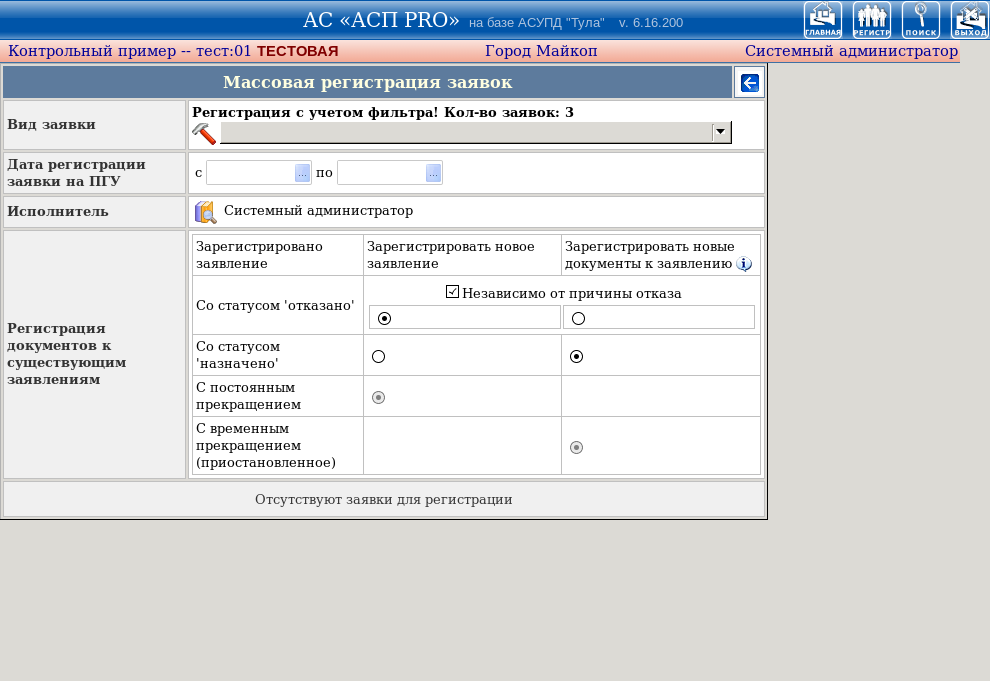 АС «АСП PRO» на базе АСУПД "Тула" v. 6.16.200
ГЛАВНАЯ РЕГИСТР ПОИСК ВЫХОД
Контрольный пример -- тест:01 ТЕСТОВАЯ Город Майкоп Системный администратор
Массовая регистрация заявок
Вид заявки
Регистрация с учетом фильтра! Кол-во заявок: 3
Дата регистрации
заявки на ПГУ
с ... по ...
Исполнитель
Системный администратор
Регистрация
документов к
существующим
заявлениям
Зарегистрировано
заявление
Зарегистрировать новое
заявление
Зарегистрировать новые
документы к заявлению
Со статусом 'отказано'
Независимо от причины отказа
Со статусом
'назначено'
С постоянным
прекращением
С временным
прекращением
(приостановленное)
Отсутствуют заявки для регистрации